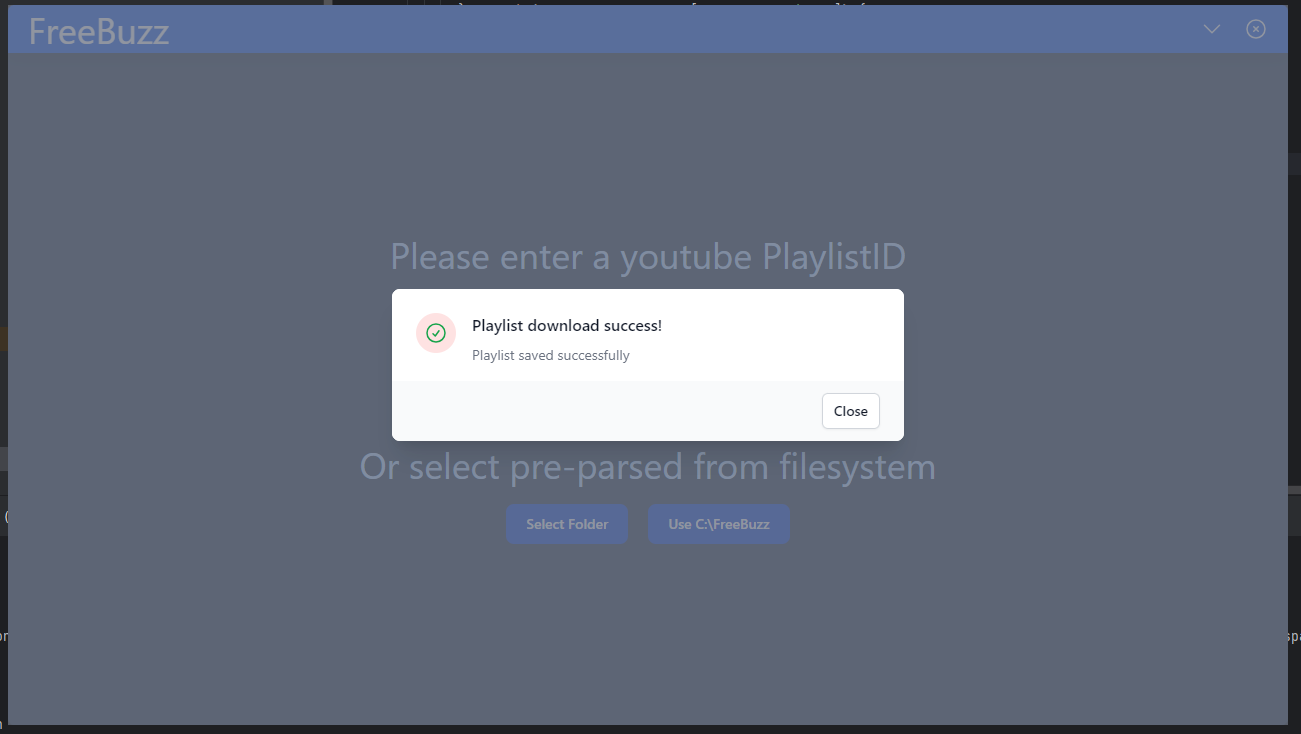 FreeBuzz
Please enter a youtube PlaylistID
Playlist download success!
Playlist saved successfully
Close
Or select pre-parsed from filesystem
Select Folder
Use C:\FreeBuzz